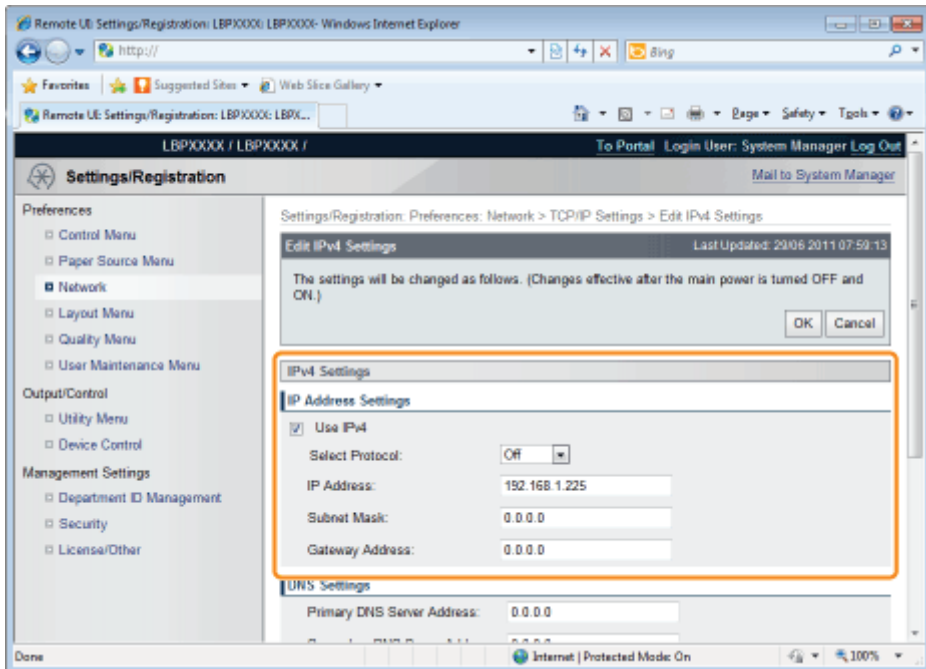 Remote UI: Settings/Registration: LBPXXXX: LBPXXXX- Windows Internet Explorer
http://
Bing
Favorites Suggested Sites Web Slice Gallery
Remote UI: Settings/Registration: LBPXXXX: LBPX...
Page Safety Tools
LBPXXXX / LBPXXXX /
To Portal Login User: System Manager Log Out
Settings/Registration
Mail to System Manager
Preferences
Control Menu
Paper Source Menu
Network
Layout Menu
Quality Menu
User Maintenance Menu
Output/Control
Utility Menu
Device Control
Management Settings
Department ID Management
Security
License/Other
Settings/Registration: Preferences: Network > TCP/IP Settings > Edit IPv4 Settings
Edit IPv4 Settings
Last Updated: 29/06 2011 07:59:13
The settings will be changed as follows. (Changes effective after the main power is turned OFF and
ON.)
OK Cancel
IPv4 Settings
IP Address Settings
Use IPv4
Select Protocol: Off
IP Address: 192.168.1.225
Subnet Mask: 0.0.0.0
Gateway Address: 0.0.0.0
DNS Settings
Primary DNS Server Address: 0.0.0.0
Done
Internet | Protected Mode: On
100%